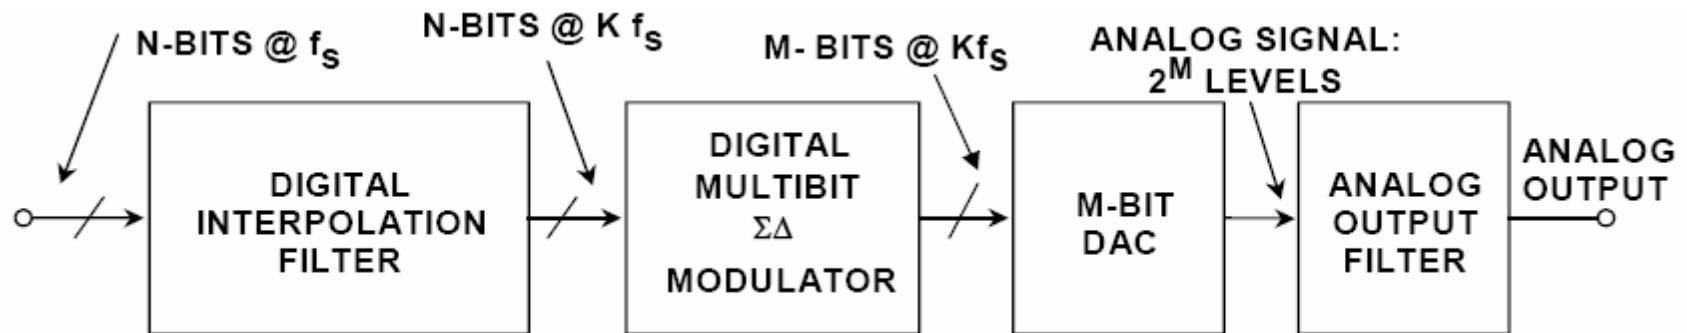 N-BITS @ fS
N-BITS @ K fS
M- BITS @ KfS
ANALOG SIGNAL:
2^M LEVELS
DIGITAL
INTERPOLATION
FILTER
DIGITAL
MULTIBIT
ΣΔ
MODULATOR
M-BIT
DAC
ANALOG
OUTPUT
FILTER
ANALOG
OUTPUT